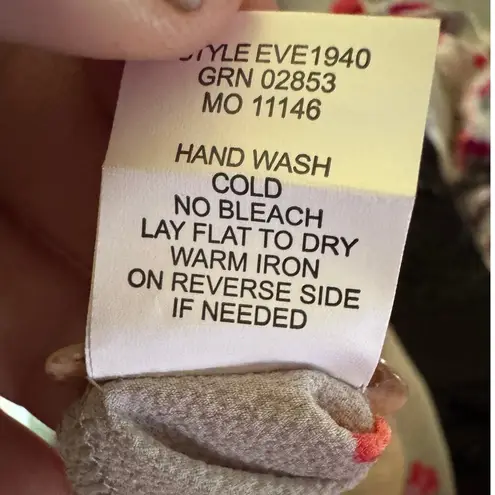 STYLE EVE1940
GRN 02853
MO 11146
HAND WASH
COLD
NO BLEACH
LAY FLAT TO DRY
WARM IRON
ON REVERSE SIDE
IF NEEDED